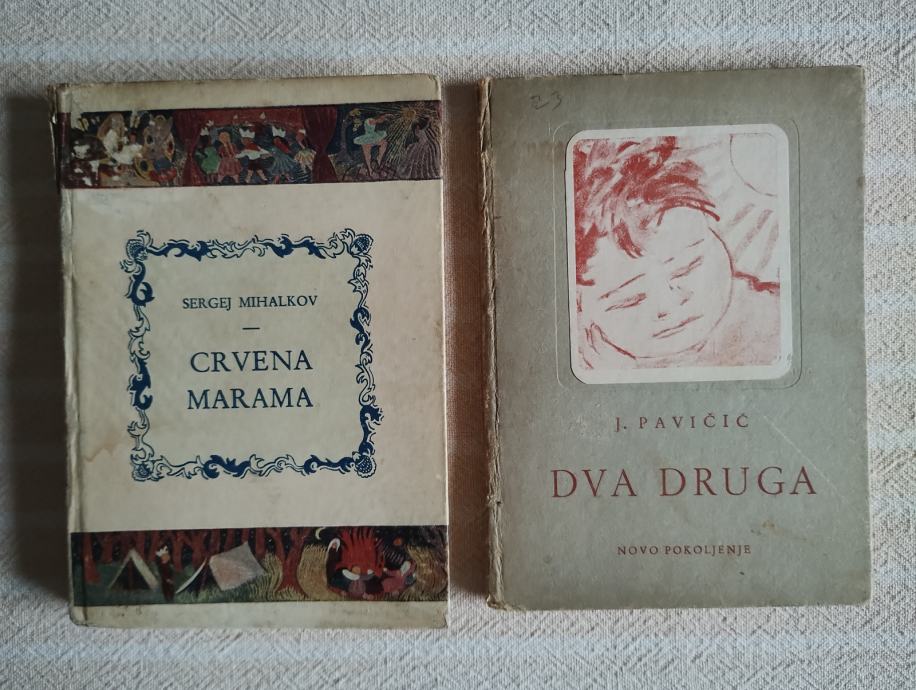 SERGEJ MIHALKOV
—
CRVENA
MARAMA
23
J. PAVIČIĆ
DVA DRUGA
NOVO POKOLJENJE